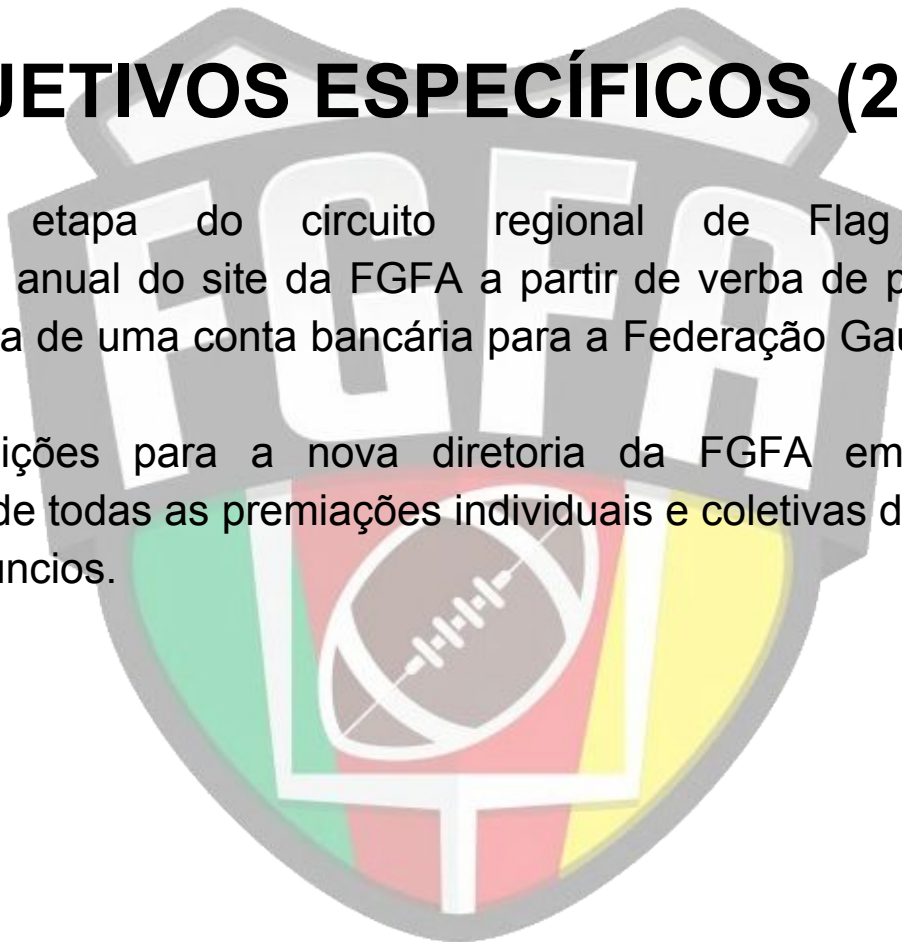 JETIVOS ESPECÍFICOS (2
etapa do circuito regional de Flag
anual do site da FGFA a partir de verba de p
a de uma conta bancária para a Federação Gau
ições para a nova diretoria da FGFA em
de todas as premiações individuais e coletivas d
úncios.
FGFA